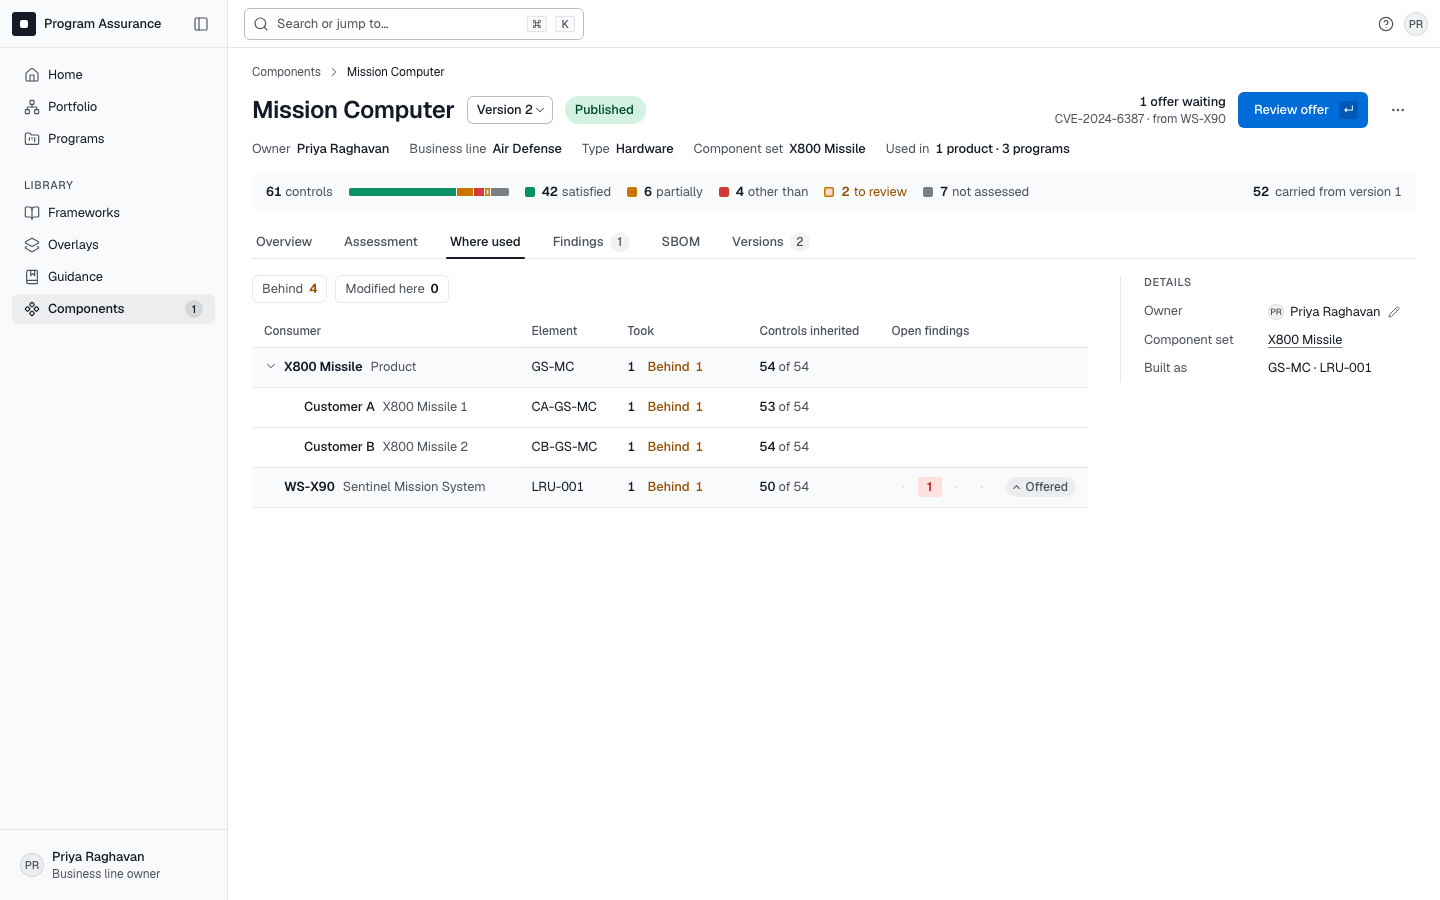 Program Assurance
Search or jump to...
⌘ K
PR
Home
Portfolio
Programs
LIBRARY
Frameworks
Overlays
Guidance
Components 1
PR
Priya Raghavan
Business line owner
Components > Mission Computer
Mission Computer Version 2 Published
1 offer waiting
CVE-2024-6387 · from WS-X90
Review offer
Owner Priya Raghavan Business line Air Defense Type Hardware Component set X800 Missile Used in 1 product · 3 programs
61 controls 42 satisfied 6 partially 4 other than 2 to review 7 not assessed 52 carried from version 1
Overview Assessment Where used Findings 1 SBOM Versions 2
Behind 4 Modified here 0
Consumer Element Took Controls inherited Open findings
X800 Missile Product GS-MC 1 Behind 1 54 of 54
Customer A X800 Missile 1 CA-GS-MC 1 Behind 1 53 of 54
Customer B X800 Missile 2 CB-GS-MC 1 Behind 1 54 of 54
WS-X90 Sentinel Mission System LRU-001 1 Behind 1 50 of 54 · 1 · · Offered
DETAILS
Owner PR Priya Raghavan
Component set X800 Missile
Built as GS-MC · LRU-001